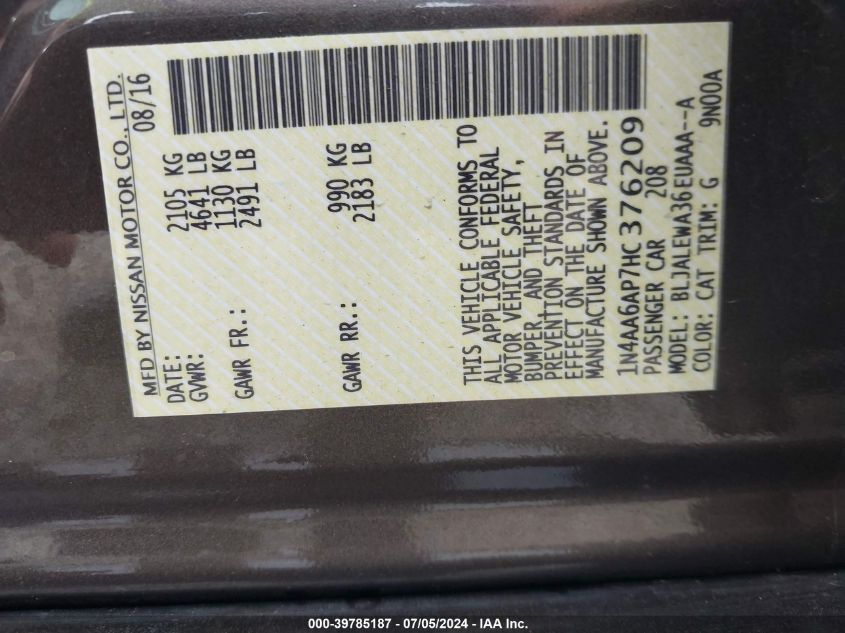 MFD BY NISSAN MOTOR CO., LTD.
DATE: 08/16
GVWR: 2105 KG
4641 LB
GAWR FR.: 1130 KG
2491 LB
GAWR RR.: 990 KG
2183 LB
THIS VEHICLE CONFORMS TO
ALL APPLICABLE FEDERAL
MOTOR VEHICLE SAFETY,
BUMPER, AND THEFT
PREVENTION STANDARDS IN
EFFECT ON THE DATE OF
MANUFACTURE SHOWN ABOVE.
1N4AA6AP7HC376209
PASSENGER CAR 208
MODEL: BLJALEWA36EUAAA--A
COLOR: CAT TRIM: G 9N00A
000-39785187 - 07/05/2024 - IAA Inc.